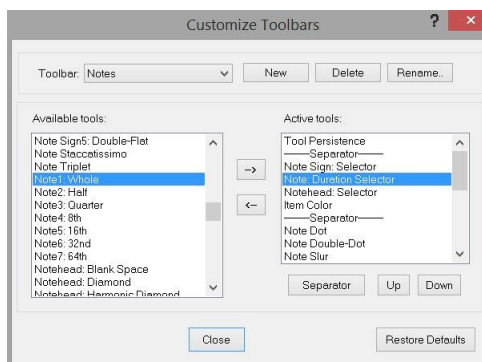 Customize Toolbars
?
×
Toolbar: Notes
New
Delete
Rename..
Available tools:
Note Sign5: Double-Flat
Note Staccatissimo
Note Triplet
Note1: Whole
Note2: Half
Note3: Quarter
Note4: 8th
Note5: 16th
Note6: 32nd
Note7: 64th
Notehead: Blank Space
Notehead: Diamond
Notehead: Harmonic Diamond
-->
<--
Active tools:
Tool Persistence
——Separator——
Note Sign: Selector
Note: Duration Selector
Notehead: Selector
Item Color
——Separator——
Note Dot
Note Double-Dot
Note Slur
Separator
Up
Down
Close
Restore Defaults